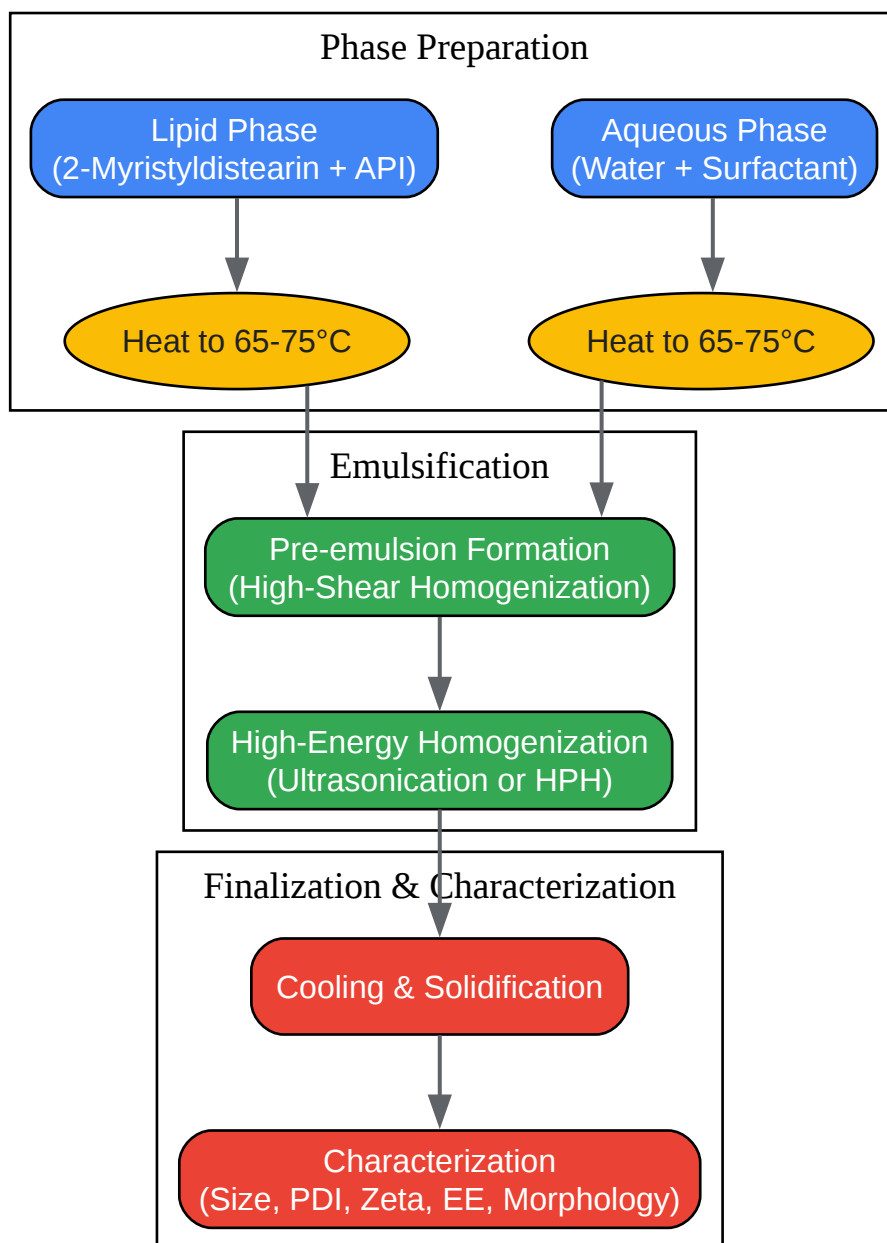 Phase Preparation
Lipid Phase
(2-Myristyldistearin + API)
Aqueous Phase
(Water + Surfactant)
Heat to 65-75°C
Heat to 65-75°C
Emulsification
Pre-emulsion Formation
(High-Shear Homogenization)
High-Energy Homogenization
(Ultrasonication or HPH)
Finalization & Characterization
Cooling & Solidification
Characterization
(Size, PDI, Zeta, EE, Morphology)